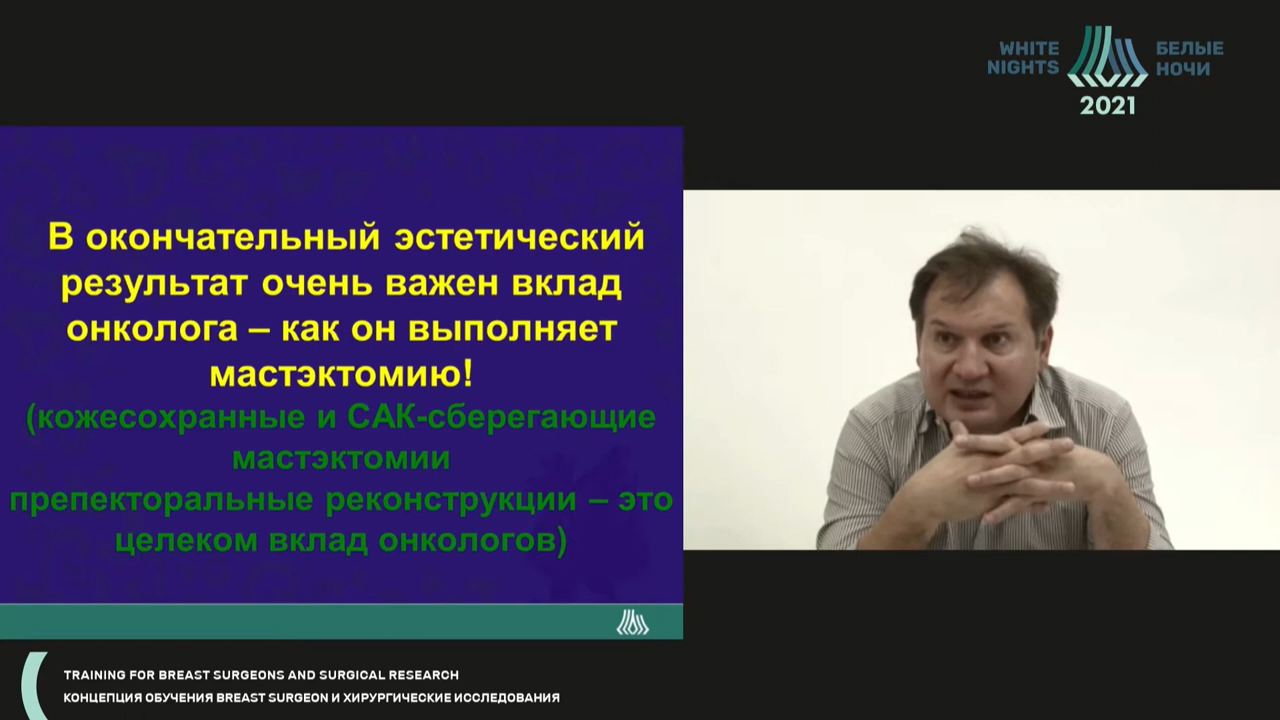 WHITE NIGHTS
БЕЛЫЕ НОЧИ
2021
В окончательный эстетический
результат очень важен вклад
онколога – как он выполняет
мастэктомию!
(кожесохранные и САК-сберегающие
мастэктомии
препекторальные реконструкции – это
целеком вклад онкологов)
TRAINING FOR BREAST SURGEONS AND SURGICAL RESEARCH
КОНЦЕПЦИЯ ОБУЧЕНИЯ BREAST SURGEON И ХИРУРГИЧЕСКИЕ ИССЛЕДОВАНИЯ